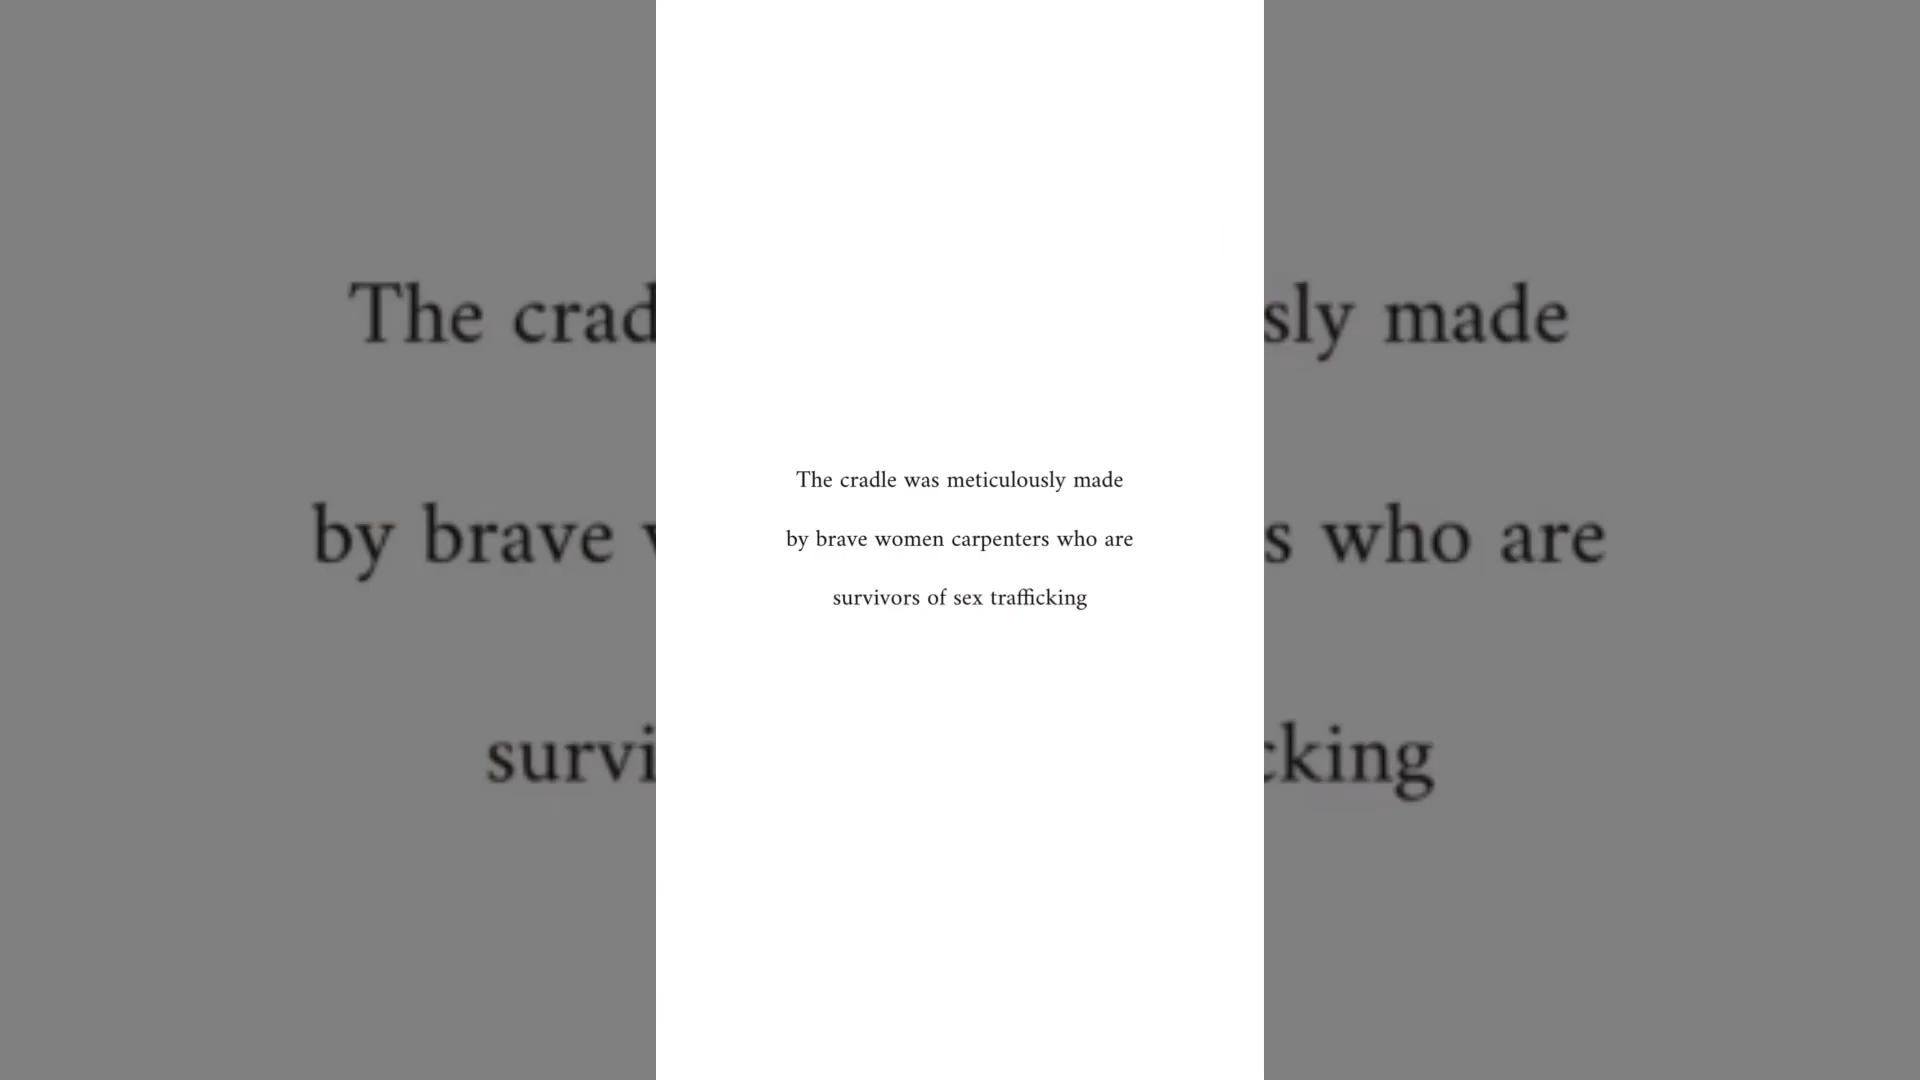 The cradle was meticulously made
by brave women carpenters who are
survivors of sex trafficking